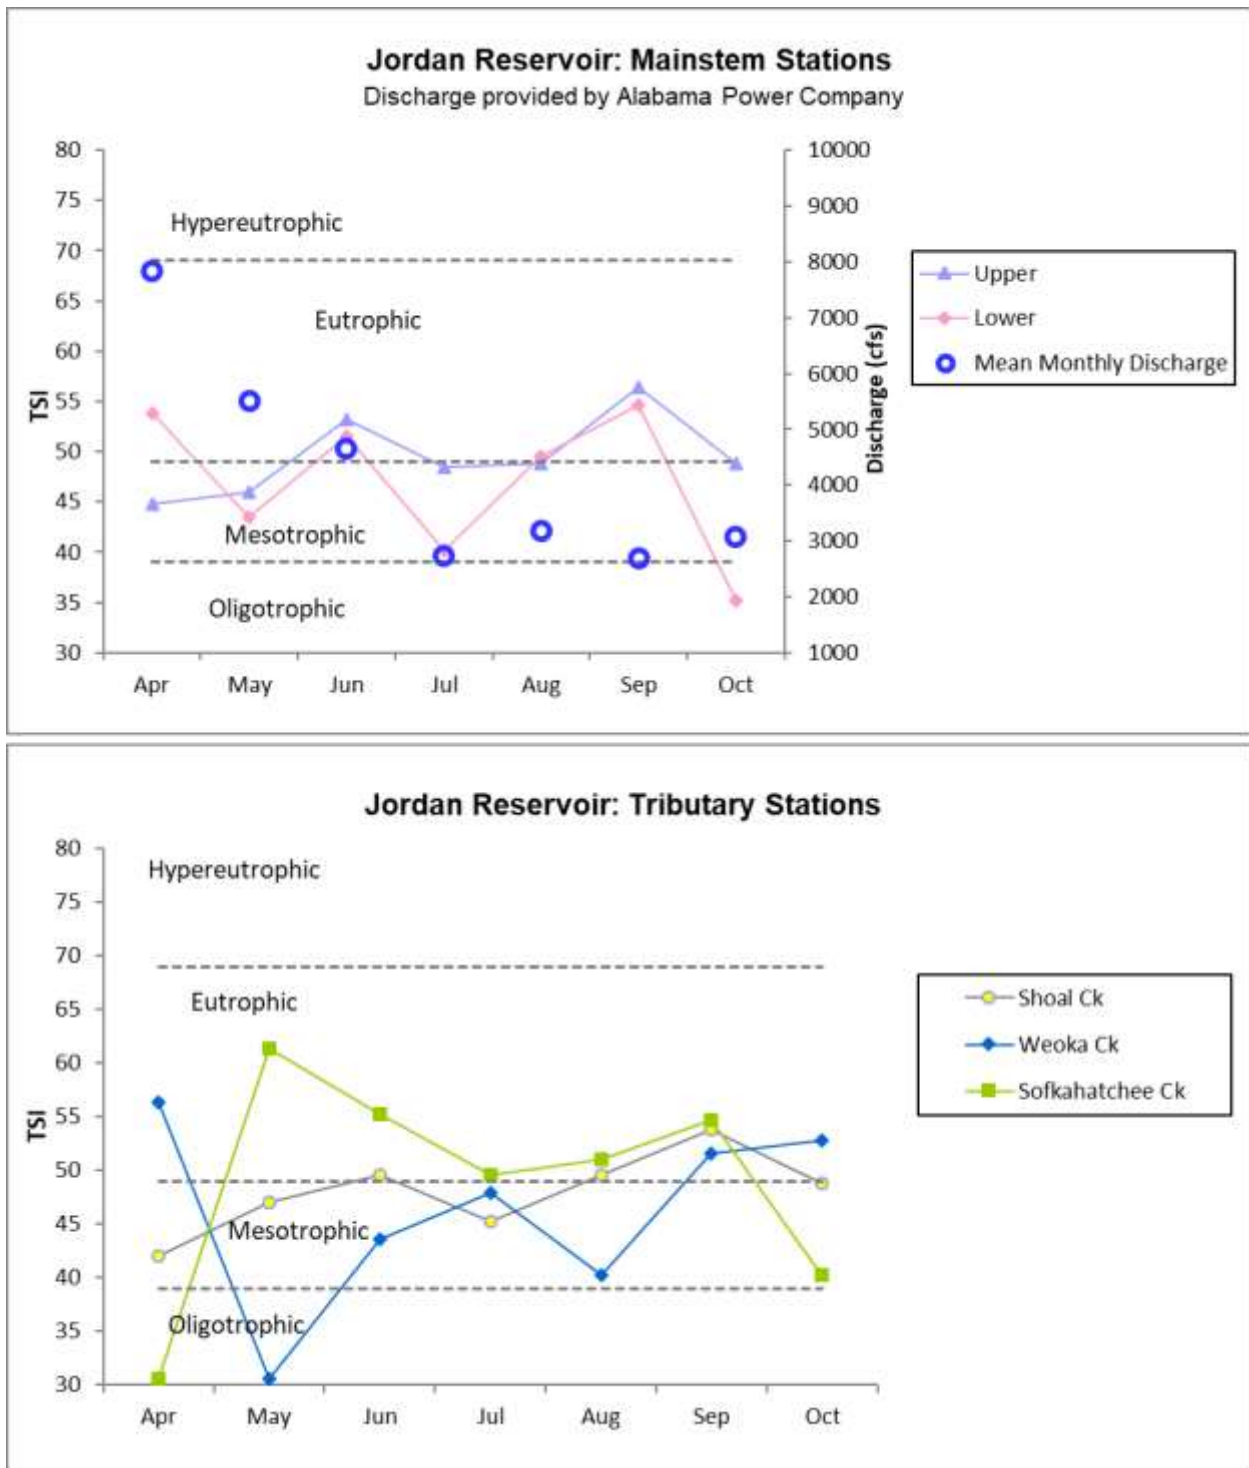 Jordan Reservoir: Mainstem Stations
Discharge provided by Alabama Power Company
80
75
70
65
60
55
50
45
40
35
30
TSI
Hypereutrophic
Eutrophic
Mesotrophic
Oligotrophic
10000
9000
8000
7000
6000
5000
4000
3000
2000
1000
Discharge (cfs)
Apr May Jun Jul Aug Sep Oct
Upper
Lower
Mean Monthly Discharge
Jordan Reservoir: Tributary Stations
80
75
70
65
60
55
50
45
40
35
30
TSI
Hypereutrophic
Eutrophic
Mesotrophic
Oligotrophic
Apr May Jun Jul Aug Sep Oct
Shoal Ck
Weoka Ck
Sofkahatchee Ck